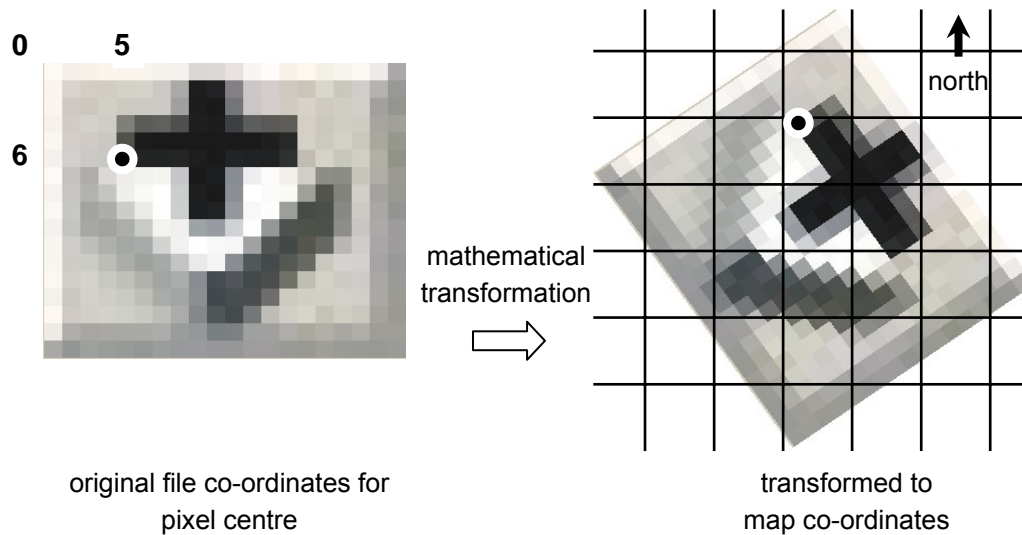 0 5
6
north
mathematical
transformation
original file co-ordinates for
pixel centre
transformed to
map co-ordinates